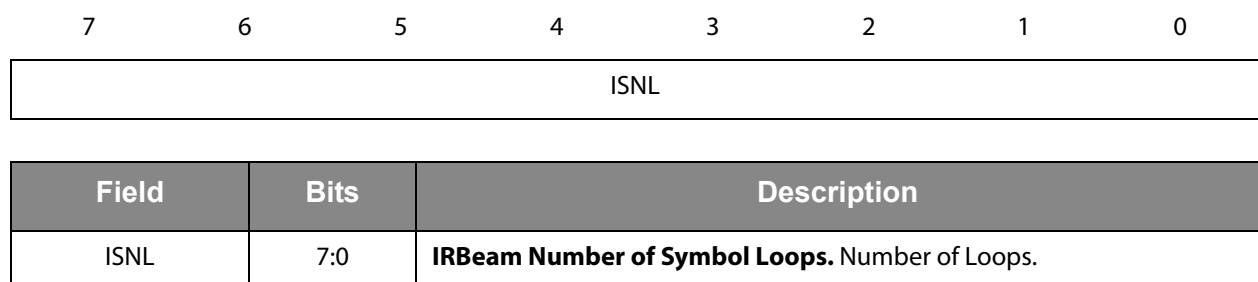 7 6 5 4 3 2 1 0
ISNL
Field Bits Description
ISNL 7:0 IRBeam Number of Symbol Loops. Number of Loops.